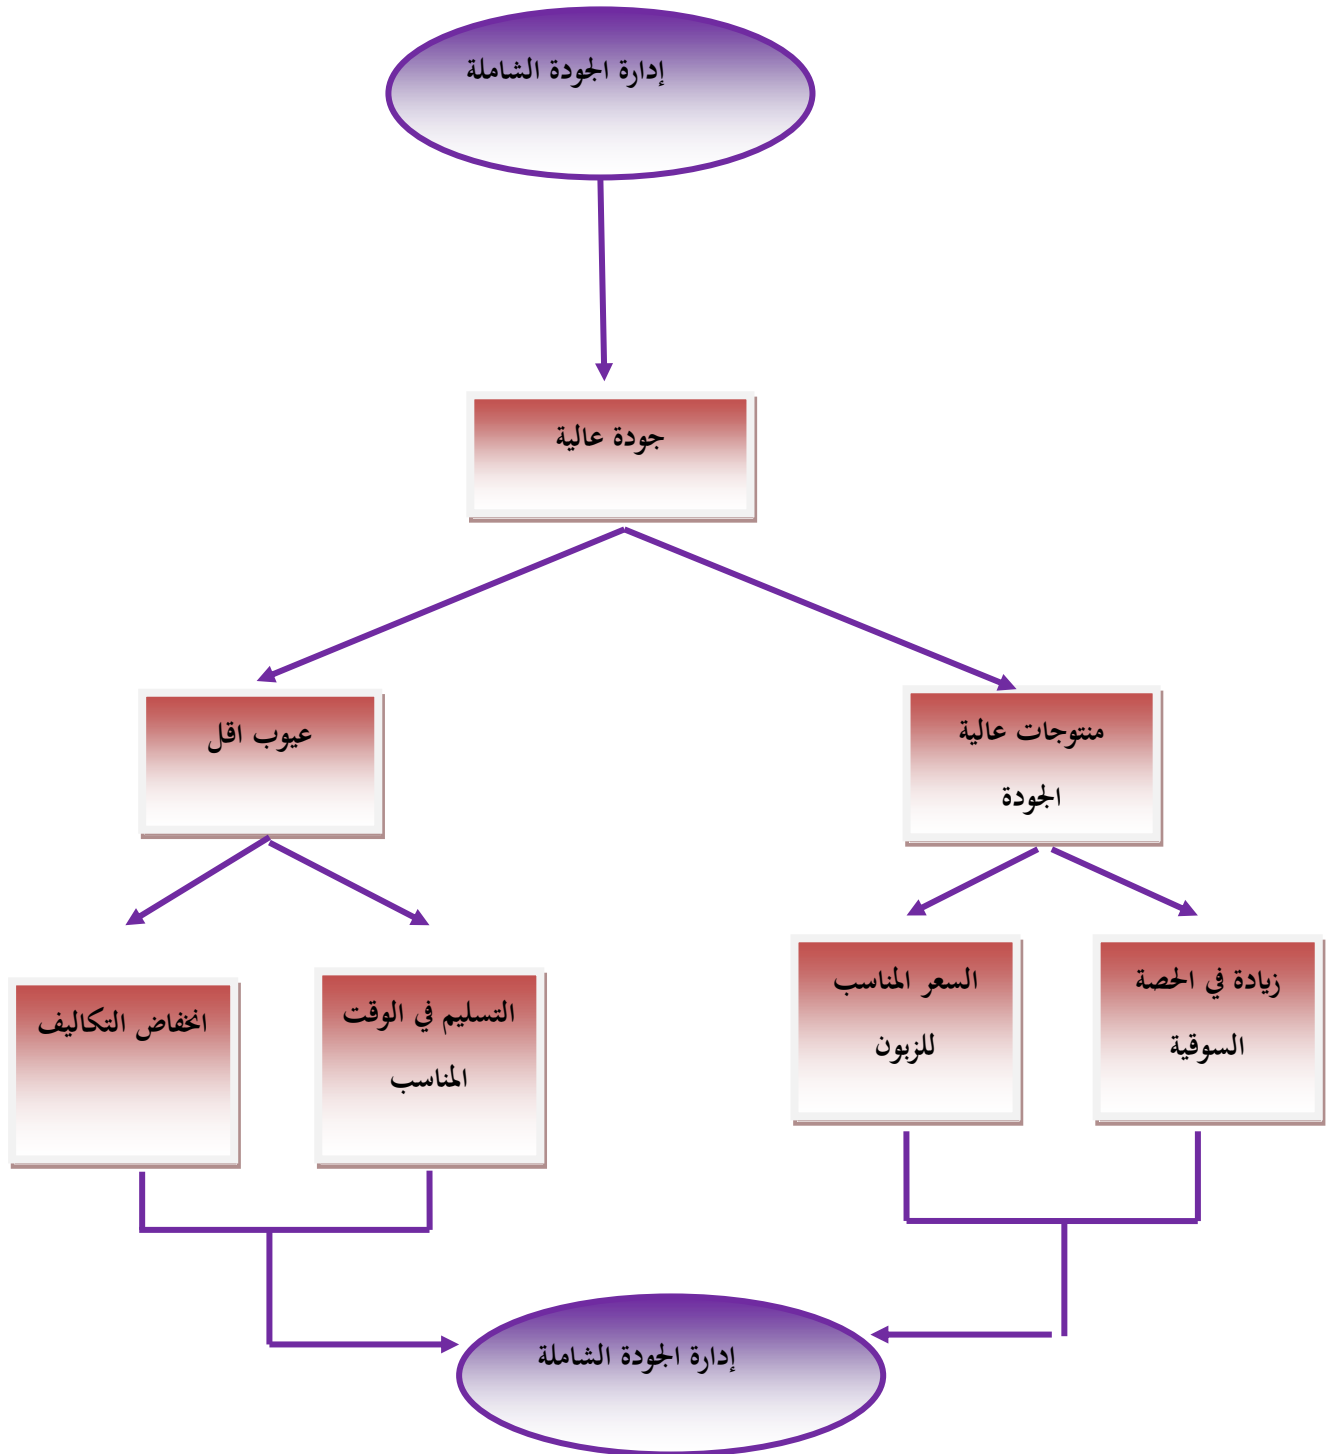 إدارة الجودة الشاملة
جودة عالية
منتوجات عالية
الجودة
عيوب اقل
زيادة في الحصة
السوقية
السعر المناسب
للزبون
التسليم في الوقت
المناسب
انخفاض التكاليف
إدارة الجودة الشاملة